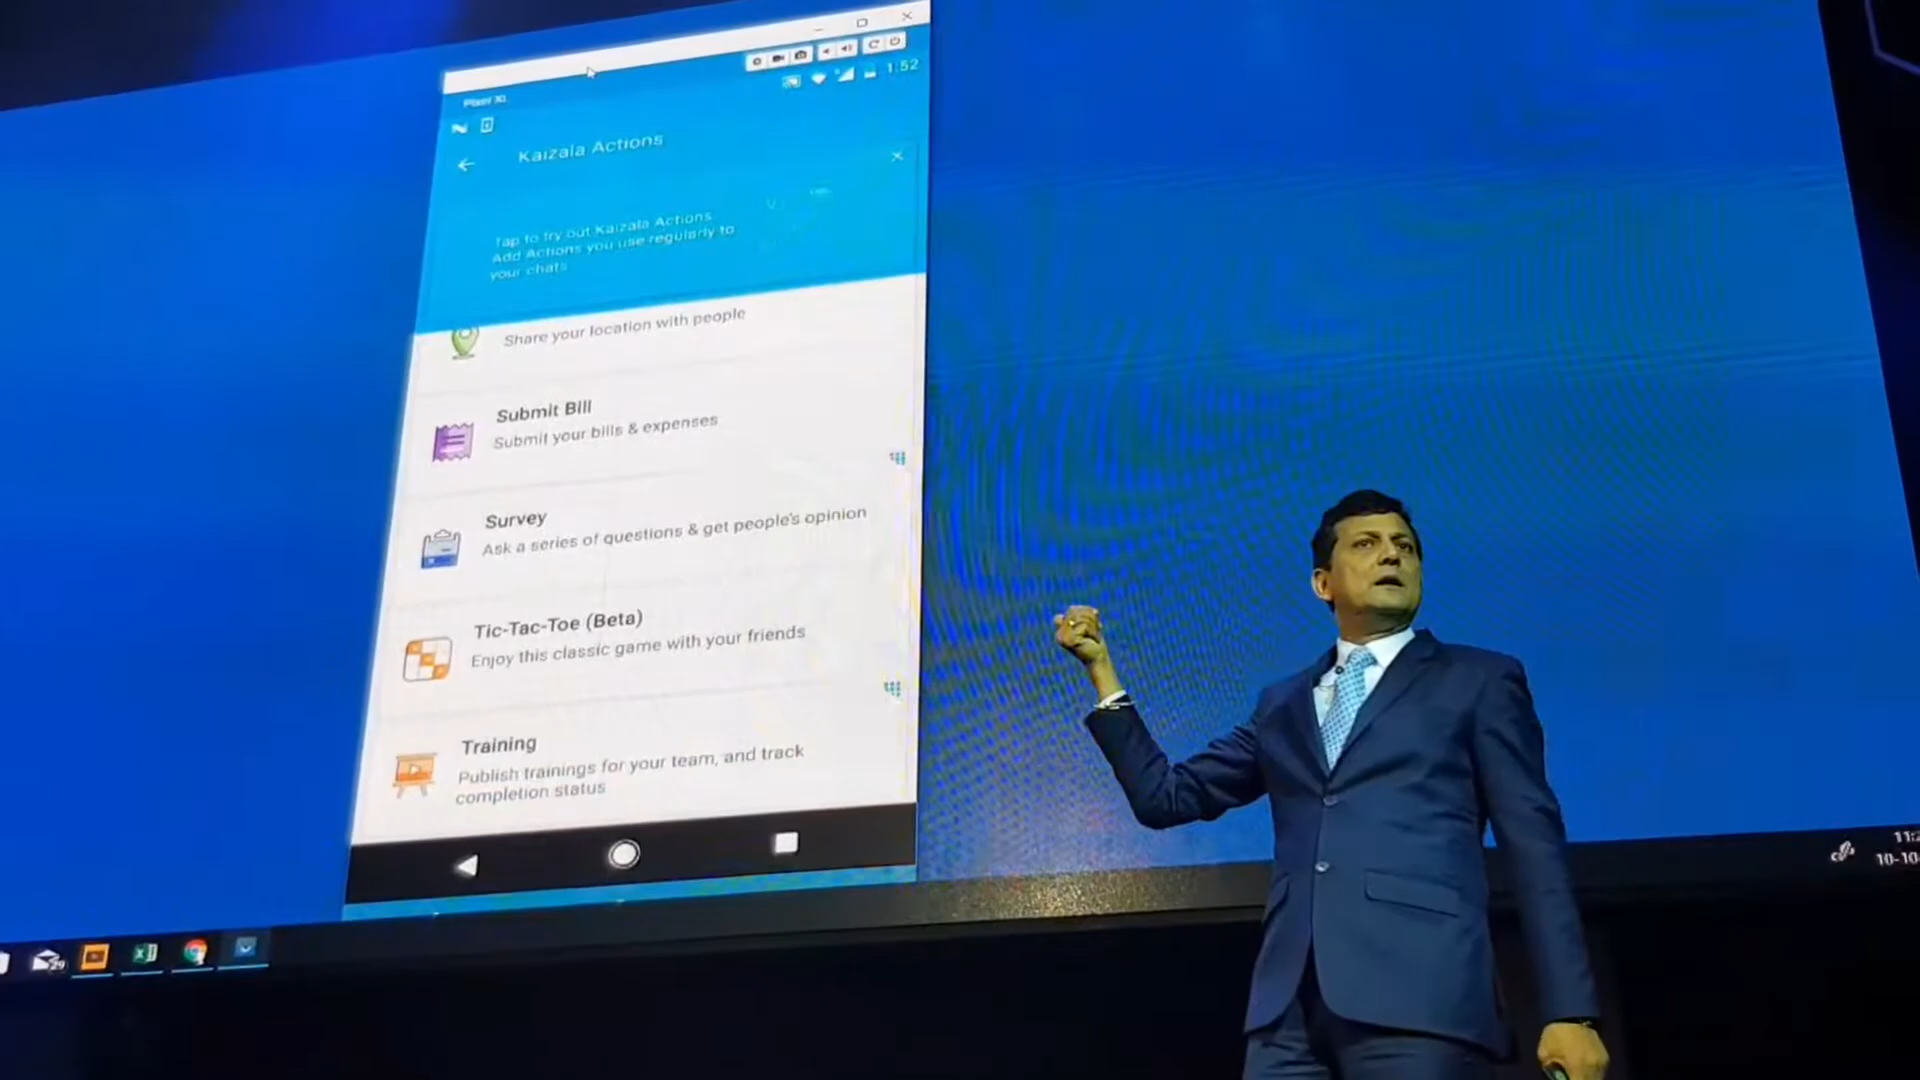 Pixel XL
1:52
Kaizala Actions
Tap to try out Kaizala Actions
Add Actions you use regularly to
your chats
Share your location with people
Submit Bill
Submit your bills & expenses
Survey
Ask a series of questions & get people's opinion
Tic-Tac-Toe (Beta)
Enjoy this classic game with your friends
Training
Publish trainings for your team, and track
completion status
29